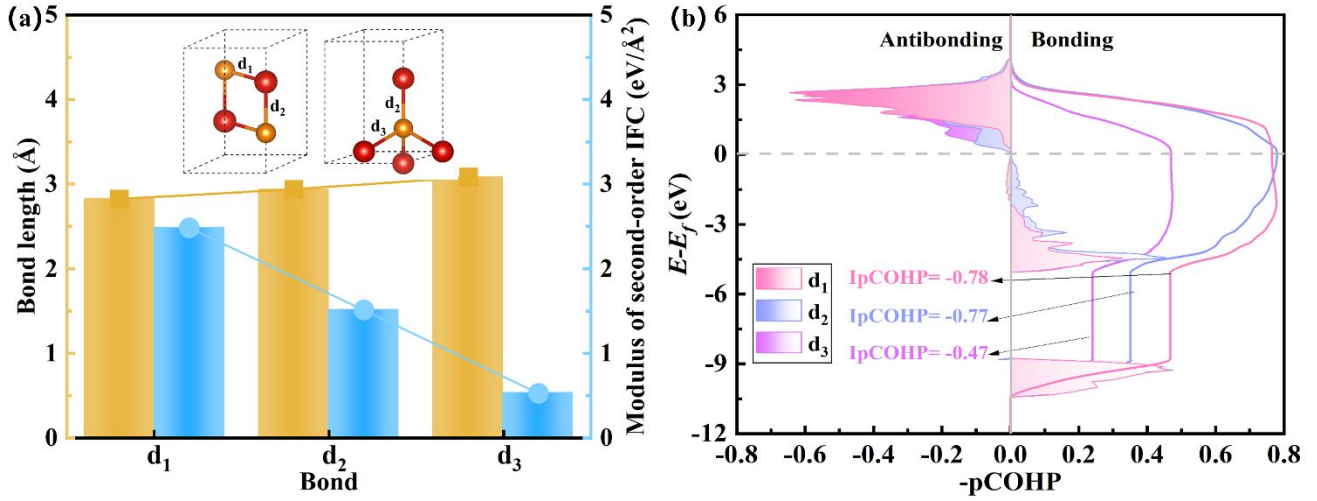 (a)
5
4
3
2
1
0
Bond length (Å)
d1
d2
d2
d3
5
4
3
2
1
0
Modulus of second-order IFC (eV/Å²)
d₁
d₂
d₃
Bond
(b)
6
3
0
-3
-6
-9
-12
E-E_f (eV)
Antibonding
Bonding
d₁
d₂
d₃
IpCOHP= -0.78
IpCOHP= -0.77
IpCOHP= -0.47
-0.8
-0.6
-0.4
-0.2
0.0
0.2
0.4
0.6
0.8
-pCOHP